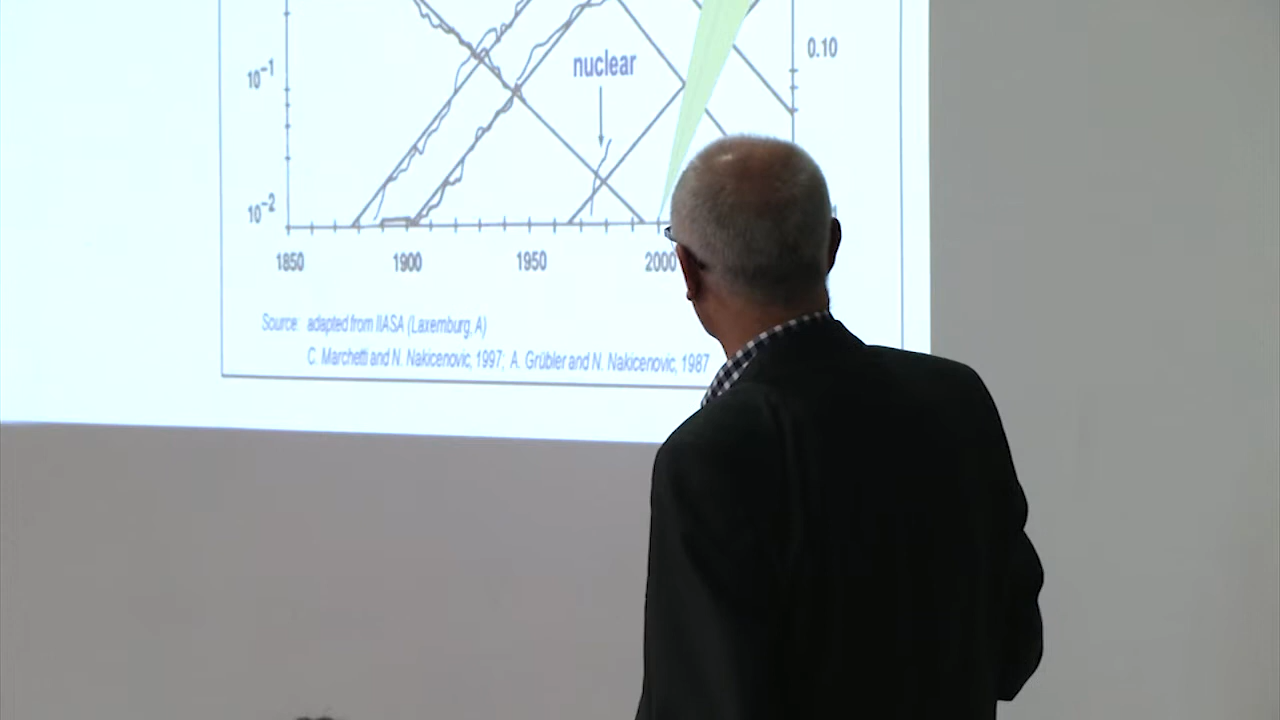 0.10
nuclear
10⁻¹
10⁻²
1850 1900 1950 2000
Source: adapted from IIASA (Laxemburg, A)
C. Marchetti and N. Nakicenovic, 1997; A. Grübler and N. Nakicenovic, 1987